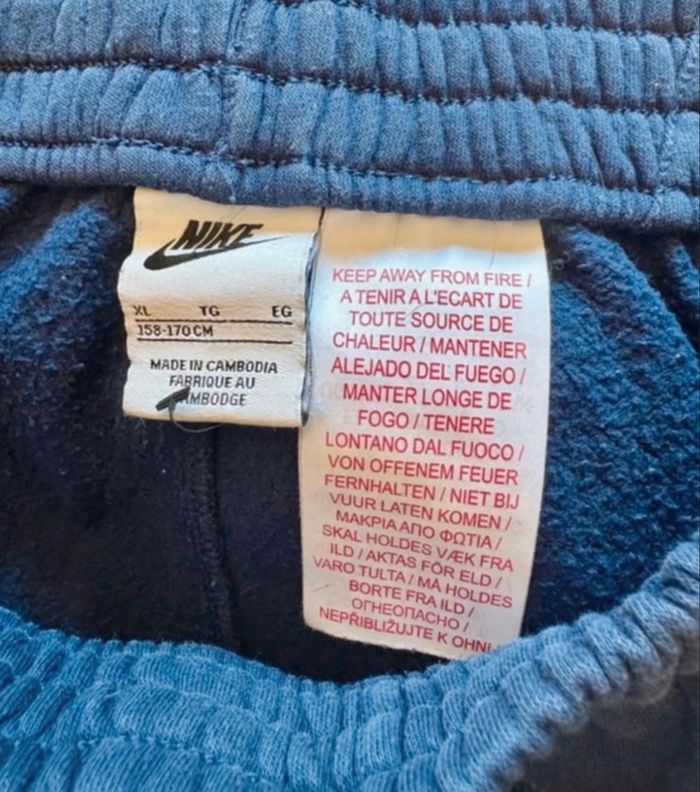 NIKE
XL TG EG
158-170 CM
MADE IN CAMBODIA
FABRIQUE AU
AMBODGE
KEEP AWAY FROM FIRE /
A TENIR A L'ECART DE
TOUTE SOURCE DE
CHALEUR / MANTENER
ALEJADO DEL FUEGO /
MANTER LONGE DE
FOGO / TENERE
LONTANO DAL FUOCO /
VON OFFENEM FEUER
FERNHALTEN / NIET BIJ
VUUR LATEN KOMEN /
ΜΑΚΡΙΑ ΑΠΟ ΦΩΤΙΑ /
SKAL HOLDES VÆK FRA
ILD / AKTAS FÖR ELD /
VARO TULTA / MÅ HOLDES
BORTE FRA ILD /
ОГНЕОПАСНО /
NEPŘIBLIŽUJTE K OHNI